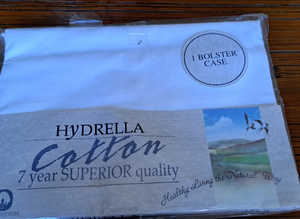 1 BOLSTER
CASE
HYDRELLA
Cotton
7 year SUPERIOR quality
Healthy Living the Natural Way